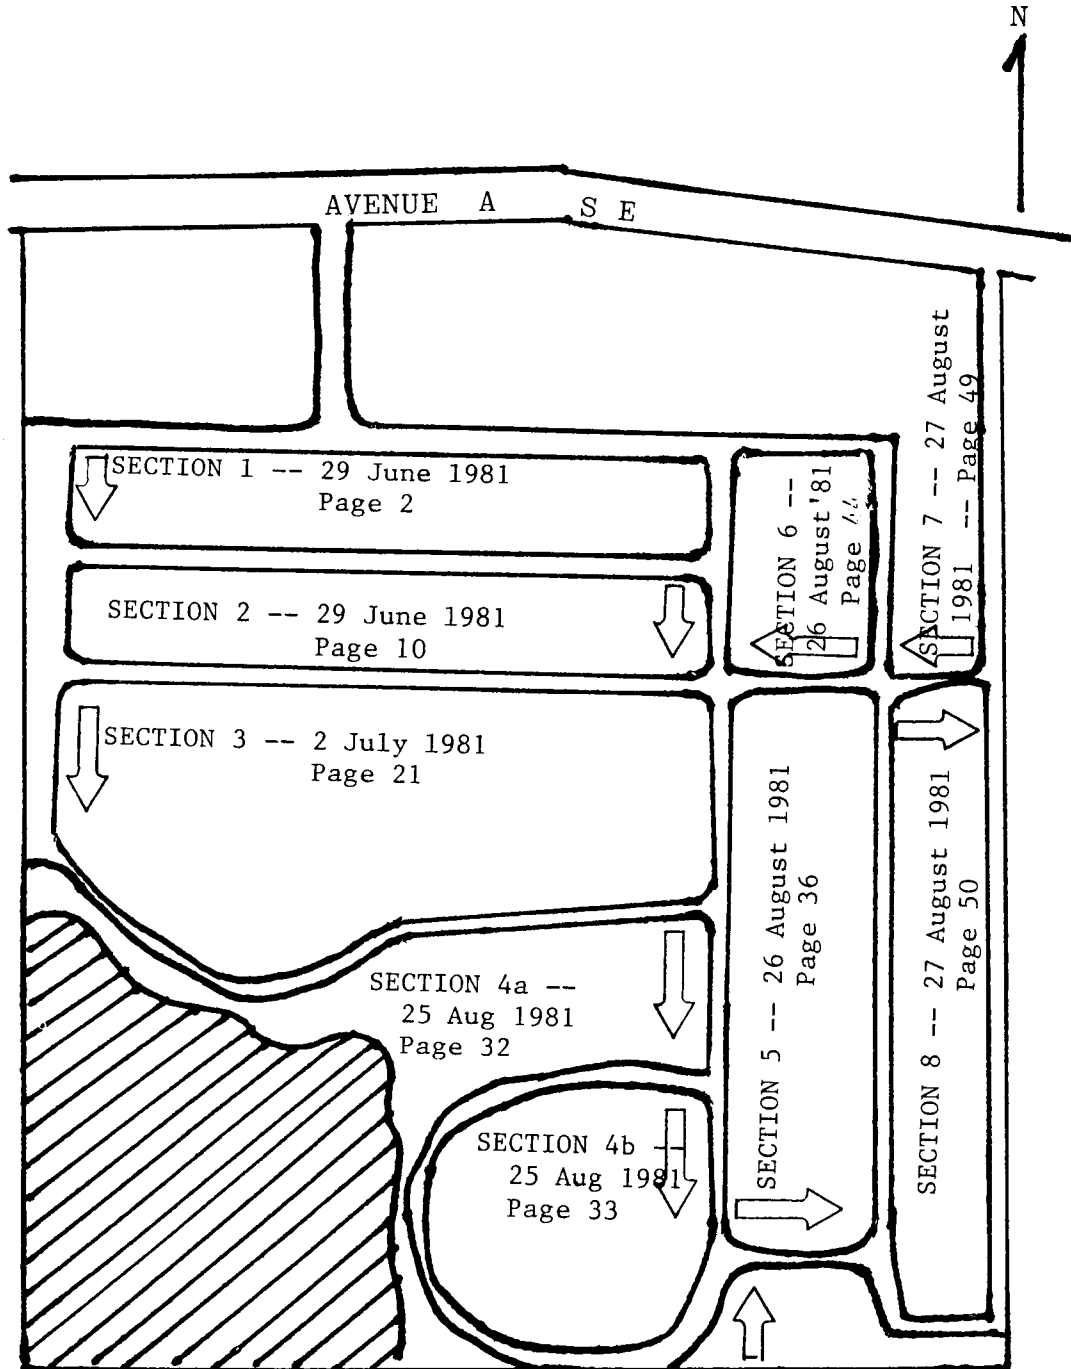 N
AVENUE A S E
SECTION 1 -- 29 June 1981
Page 2
SECTION 2 -- 29 June 1981
Page 10
SECTION 3 -- 2 July 1981
Page 21
SECTION 4a --
25 Aug 1981
Page 32
SECTION 4b --
25 Aug 1981
Page 33
SECTION 5 -- 26 August 1981
Page 36
SECTION 6 --
26 August '81
Page 44
SECTION 7 -- 27 August
1981 -- Page 49
SECTION 8 -- 27 August 1981
Page 50